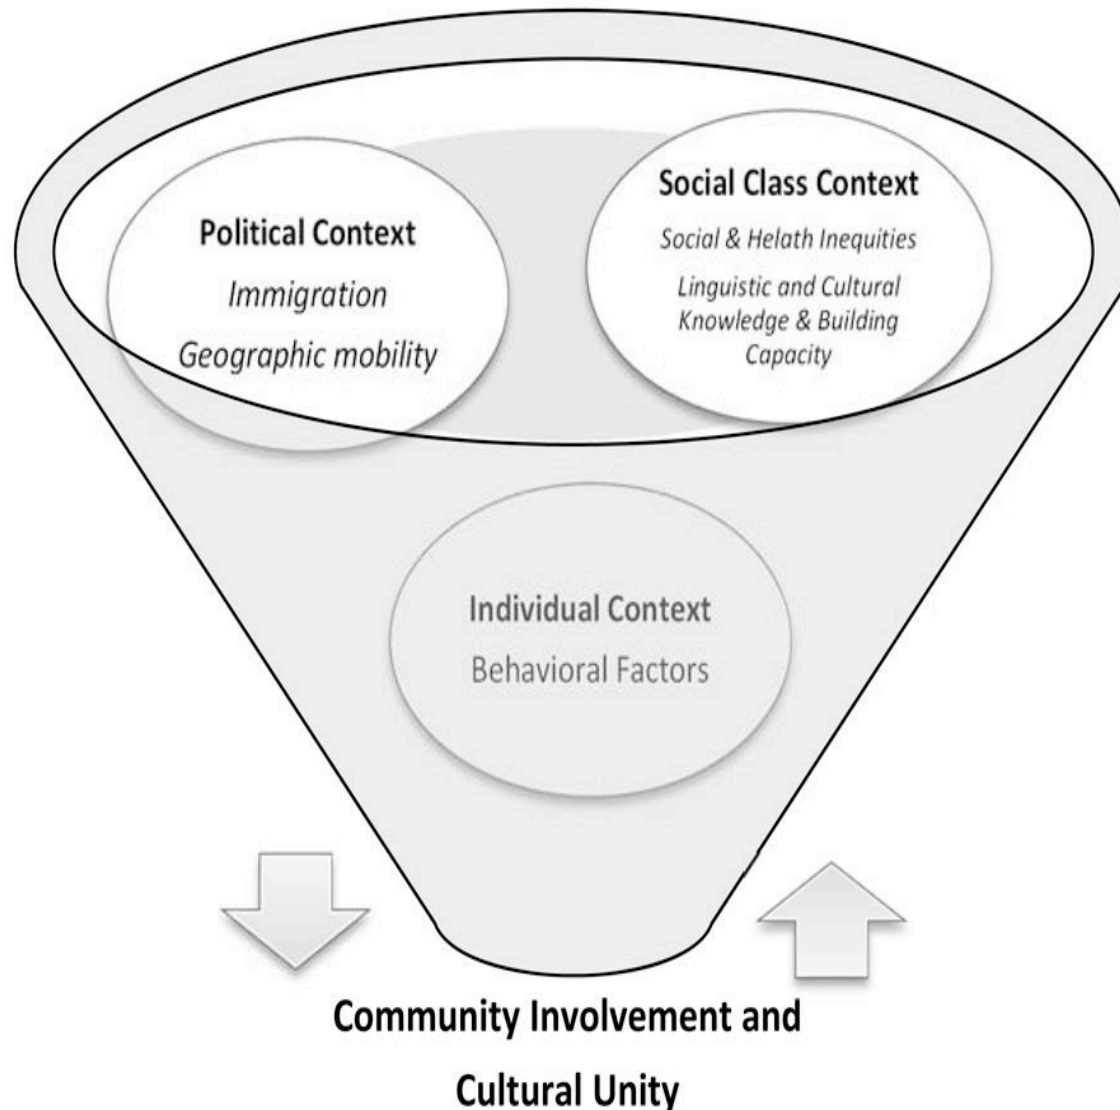 Political Context
Immigration
Geographic mobility
Social Class Context
Social & Helath Inequities
Linguistic and Cultural
Knowledge & Building
Capacity
Individual Context
Behavioral Factors
Community Involvement and
Cultural Unity